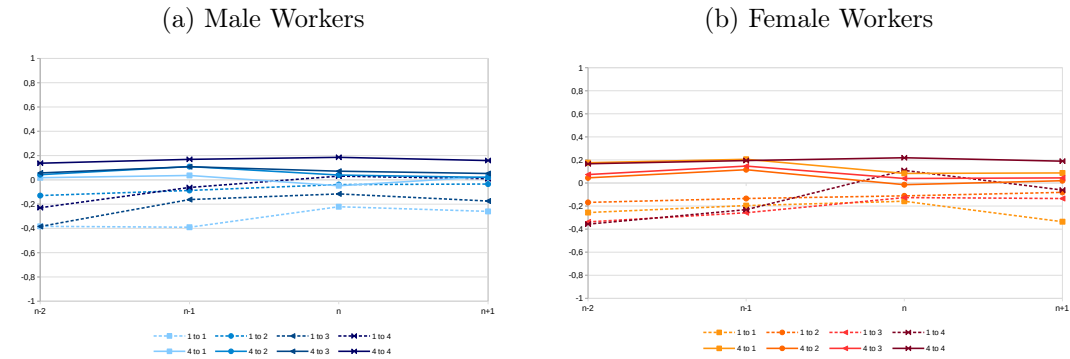 (a) Male Workers
1
0,8
0,6
0,4
0,2
0
-0,2
-0,4
-0,6
-0,8
-1
n-2 n-1 n n+1
1 to 1 1 to 2 1 to 3 1 to 4
4 to 1 4 to 2 4 to 3 4 to 4
(b) Female Workers
1
0,8
0,6
0,4
0,2
0
-0,2
-0,4
-0,6
-0,8
-1
n-2 n-1 n n+1
1 to 1 1 to 2 1 to 3 1 to 4
4 to 1 4 to 2 4 to 3 4 to 4